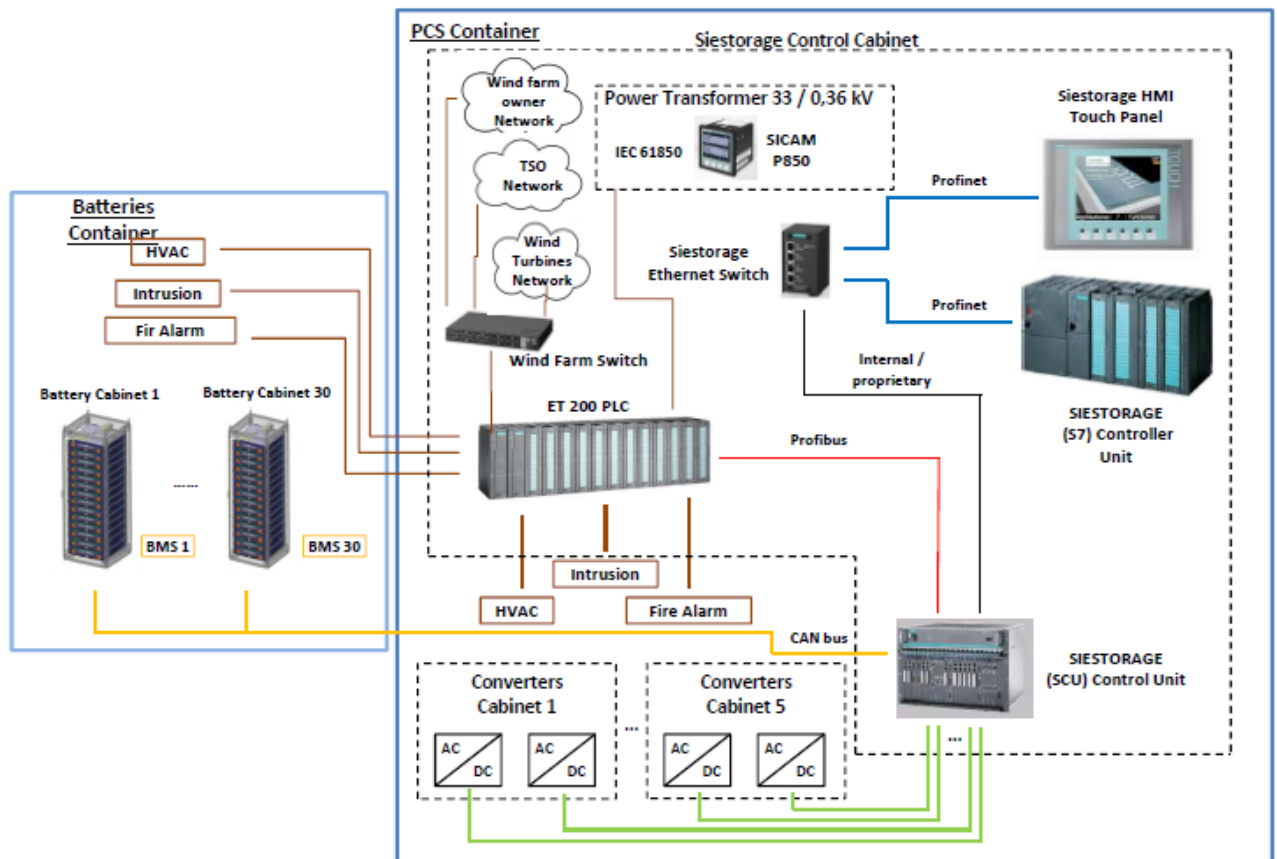 PCS Container
Siestorage Control Cabinet
Wind farm
owner
Network
Power Transformer 33 / 0,36 kV
IEC 61850
SICAM
P850
Siestorage HMI
Touch Panel
TOUCH
TSO
Network
Profinet
Batteries
Container
HVAC
Intrusion
Fir Alarm
Wind
Turbines
Network
Siestorage
Ethernet Switch
Profinet
Wind Farm Switch
Internal /
proprietary
Battery Cabinet 1
Battery Cabinet 30
ET 200 PLC
SIESTORAGE
(S7) Controller
Unit
Profibus
......
BMS 1
BMS 30
Intrusion
HVAC
Fire Alarm
CAN bus
SIESTORAGE
(SCU) Control Unit
Converters
Cabinet 1
...
Converters
Cabinet 5
...
AC
DC
AC
DC
AC
DC
AC
DC